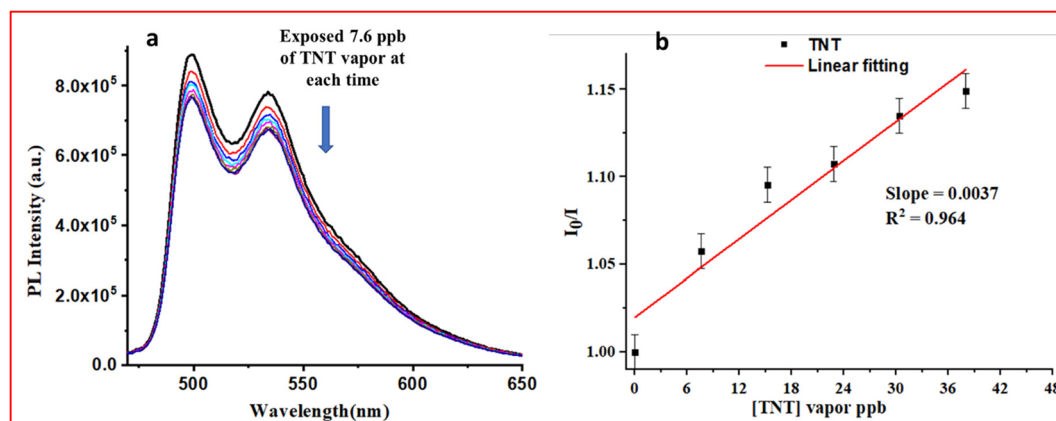 a
Exposed 7.6 ppb
of TNT vapor at
each time
8.0x10⁵
6.0x10⁵
4.0x10⁵
2.0x10⁵
0.0
PL Intensity (a.u.)
500
550
600
650
Wavelength(nm)
b
TNT
Linear fitting
1.15
1.10
1.05
1.00
I₀/I
Slope = 0.0037
R² = 0.964
0
6
12
18
24
30
36
42
48
[TNT] vapor ppb